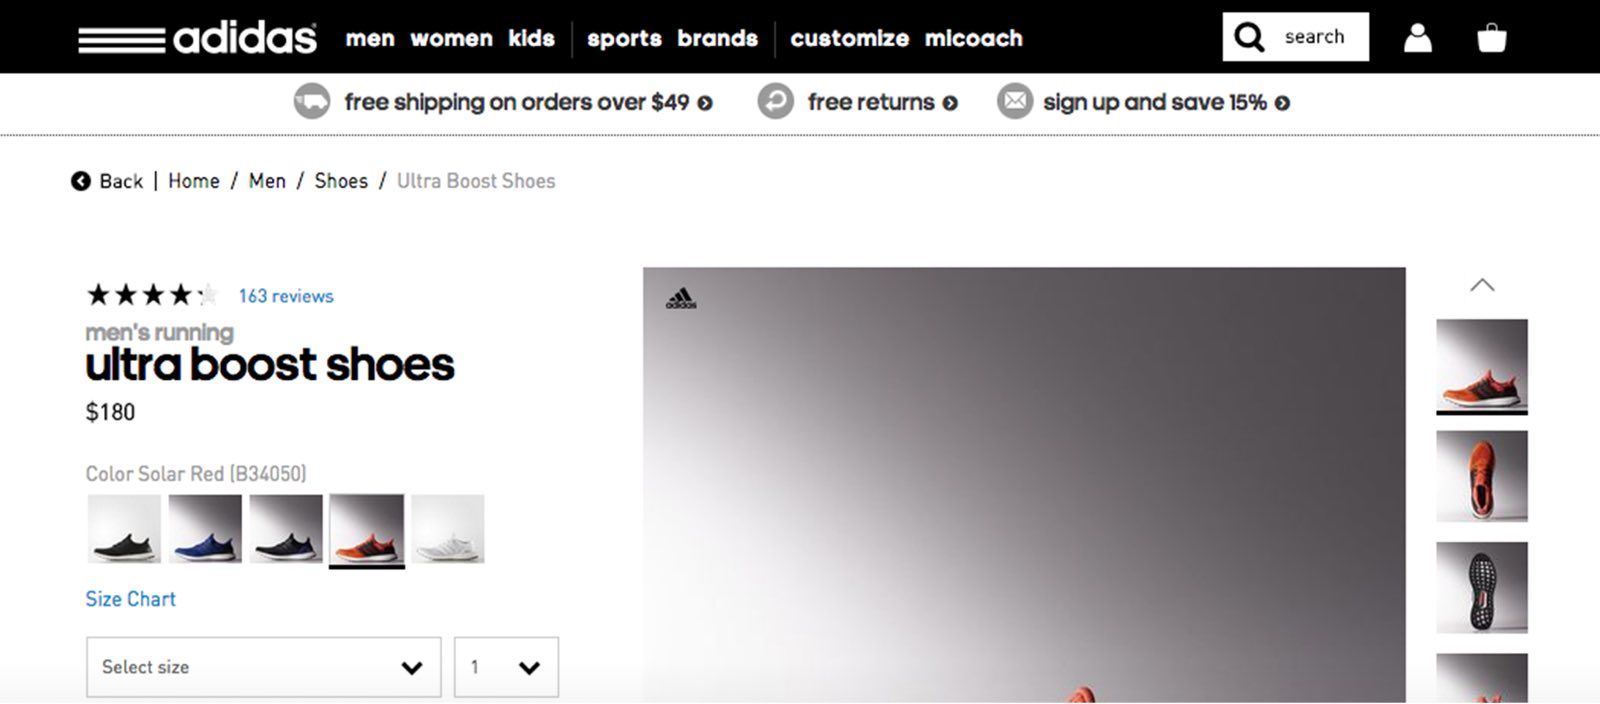 adidas men women kids sports brands customize micoach search
free shipping on orders over $49 free returns sign up and save 15%
Back | Home / Men / Shoes / Ultra Boost Shoes
163 reviews
adidas
men's running
ultra boost shoes
$180
Color Solar Red (B34050)
Size Chart
Select size 1